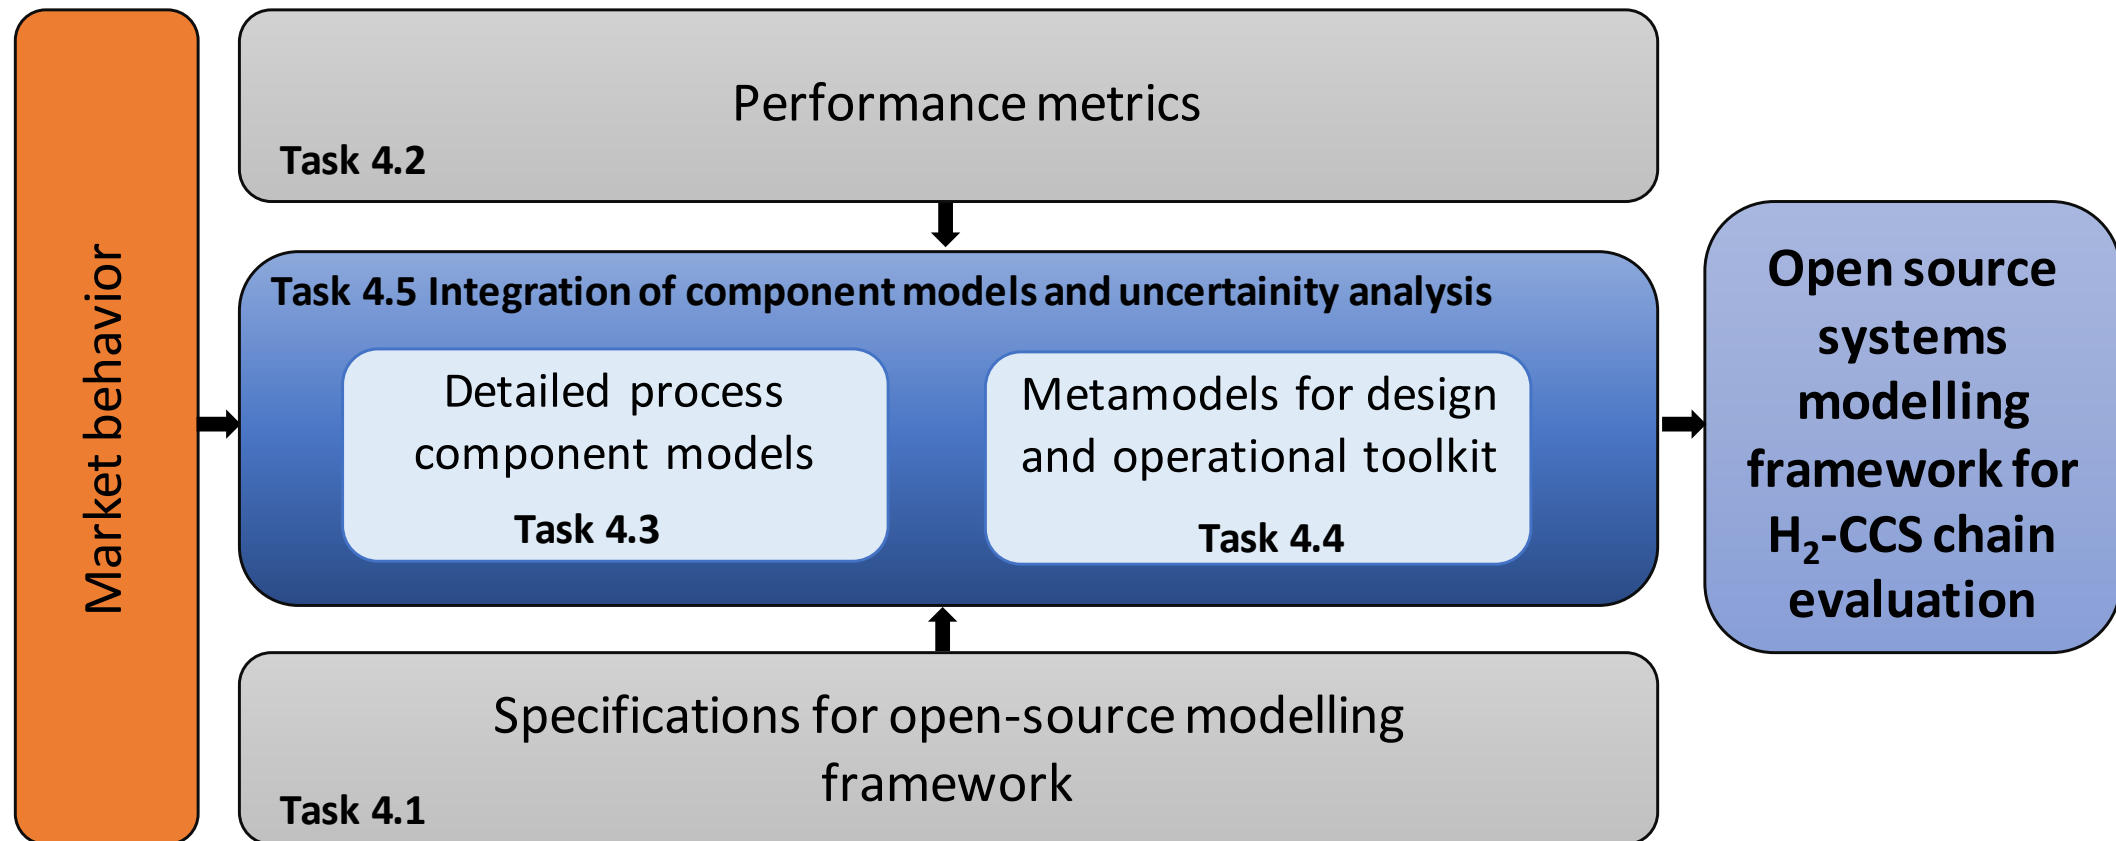 Market behavior
Performance metrics
Task 4.2
Task 4.5 Integration of component models and uncertainity analysis
Detailed process
component models
Task 4.3
Metamodels for design
and operational toolkit
Task 4.4
Specifications for open-source modelling
framework
Task 4.1
Open source
systems
modelling
framework for
H₂-CCS chain
evaluation